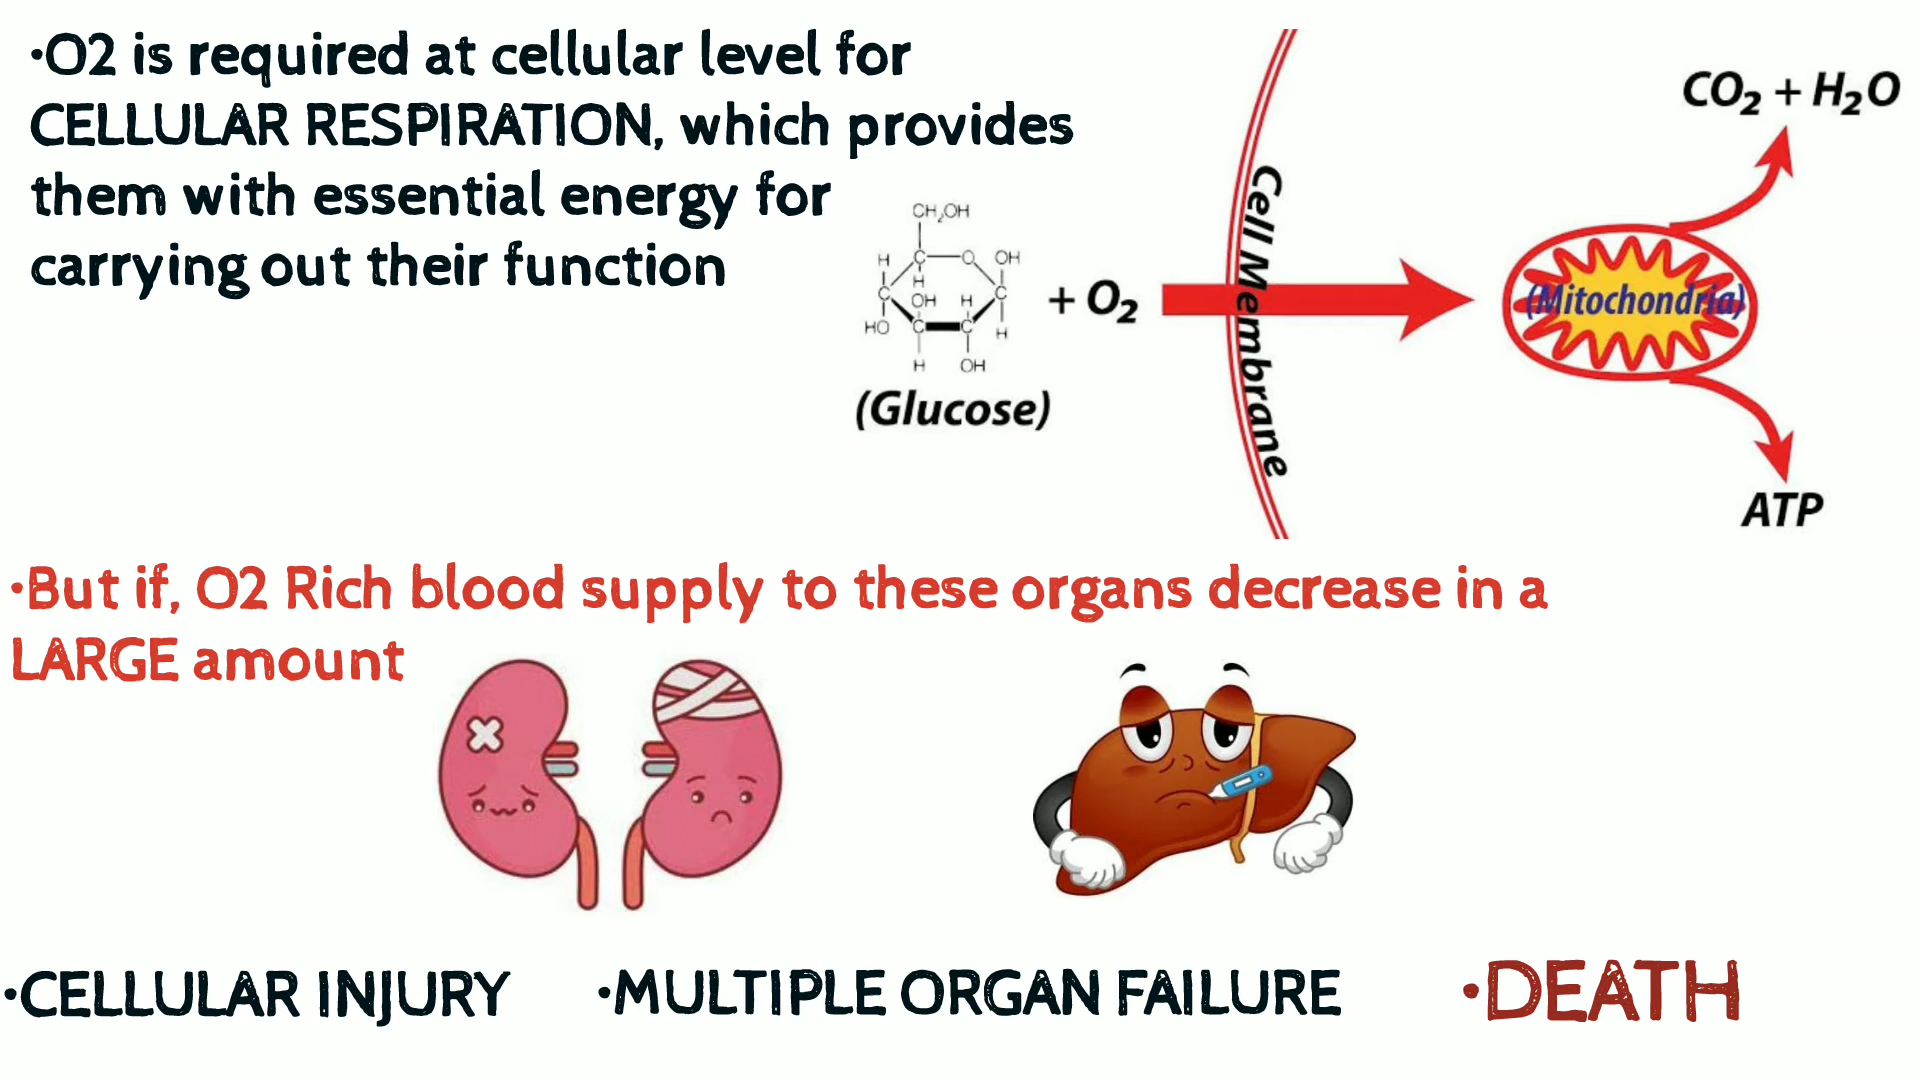 •O2 is required at cellular level for
CELLULAR RESPIRATION, which provides
them with essential energy for
carrying out their function
CH₂OH
H
C
O
OH
H
C
OH
H
C
HO
C
C
H
H
OH
(Glucose)
+ O₂
Cell Membrane
(Mitochondria)
CO₂ + H₂O
ATP
•But if, O2 Rich blood supply to these organs decrease in a
LARGE amount
•CELLULAR INJURY
•MULTIPLE ORGAN FAILURE
•DEATH